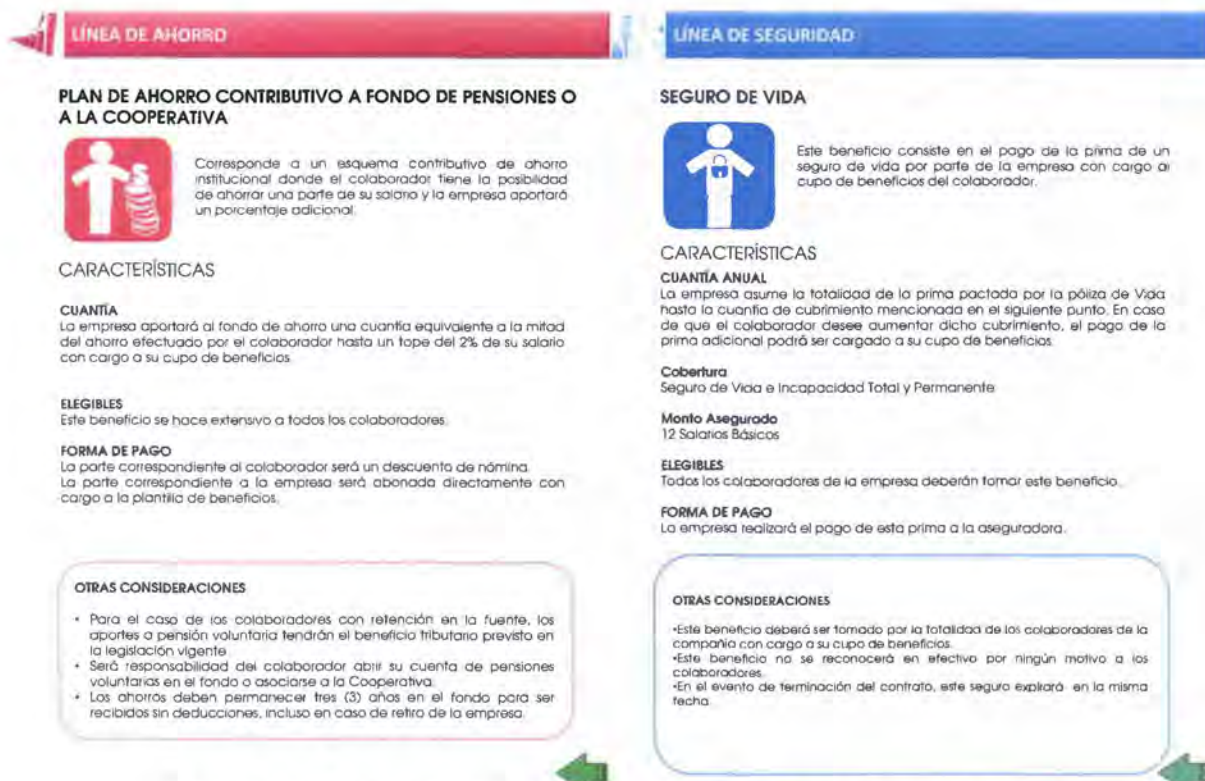 LÍNEA DE AHORRO
PLAN DE AHORRO CONTRIBUTIVO A FONDO DE PENSIONES O
A LA COOPERATIVA
Corresponde a un esquema contributivo de ahorro
institucional donde el colaborador tiene la posibilidad
de ahorrar una parte de su salario y la empresa aportará
un porcentaje adicional.
CARACTERÍSTICAS
CUANTÍA
La empresa aportará al fondo de ahorro una cuantía equivalente a la mitad
del ahorro efectuado por el colaborador hasta un tope del 2% de su salario
con cargo a su cupo de beneficios.
ELEGIBLES
Este beneficio se hace extensivo a todos los colaboradores.
FORMA DE PAGO
La parte correspondiente al colaborador será un descuento de nómina.
La parte correspondiente a la empresa será abonada directamente con
cargo a la plantilla de beneficios.
OTRAS CONSIDERACIONES
• Para el caso de los colaboradores con retención en la fuente, los
aportes a pensión voluntaria tendrán el beneficio tributario previsto en
la legislación vigente.
• Será responsabilidad del colaborador abrir su cuenta de pensiones
voluntarias en el fondo o asociarse a la Cooperativa.
• Los ahorros deben permanecer tres (3) años en el fondo para ser
recibidos sin deducciones, incluso en caso de retiro de la empresa.
LÍNEA DE SEGURIDAD
SEGURO DE VIDA
Este beneficio consiste en el pago de la prima de un
seguro de vida por parte de la empresa con cargo al
cupo de beneficios del colaborador.
CARACTERÍSTICAS
CUANTÍA ANUAL
La empresa asume la totalidad de la prima pactada por la póliza de Vida
hasta la cuantía de cubrimiento mencionada en el siguiente punto. En caso
de que el colaborador desee aumentar dicho cubrimiento, el pago de la
prima adicional podrá ser cargado a su cupo de beneficios.
Cobertura
Seguro de Vida e Incapacidad Total y Permanente
Monto Asegurado
12 Salarios Básicos
ELEGIBLES
Todos los colaboradores de la empresa deberán tomar este beneficio.
FORMA DE PAGO
La empresa realizará el pago de esta prima a la aseguradora.
OTRAS CONSIDERACIONES
•Este beneficio deberá ser tomado por la totalidad de los colaboradores de la
compañía con cargo a su cupo de beneficios.
•Este beneficio no se reconocerá en efectivo por ningún motivo a los
colaboradores.
•En el evento de terminación del contrato, este seguro expirará en la misma
fecha.